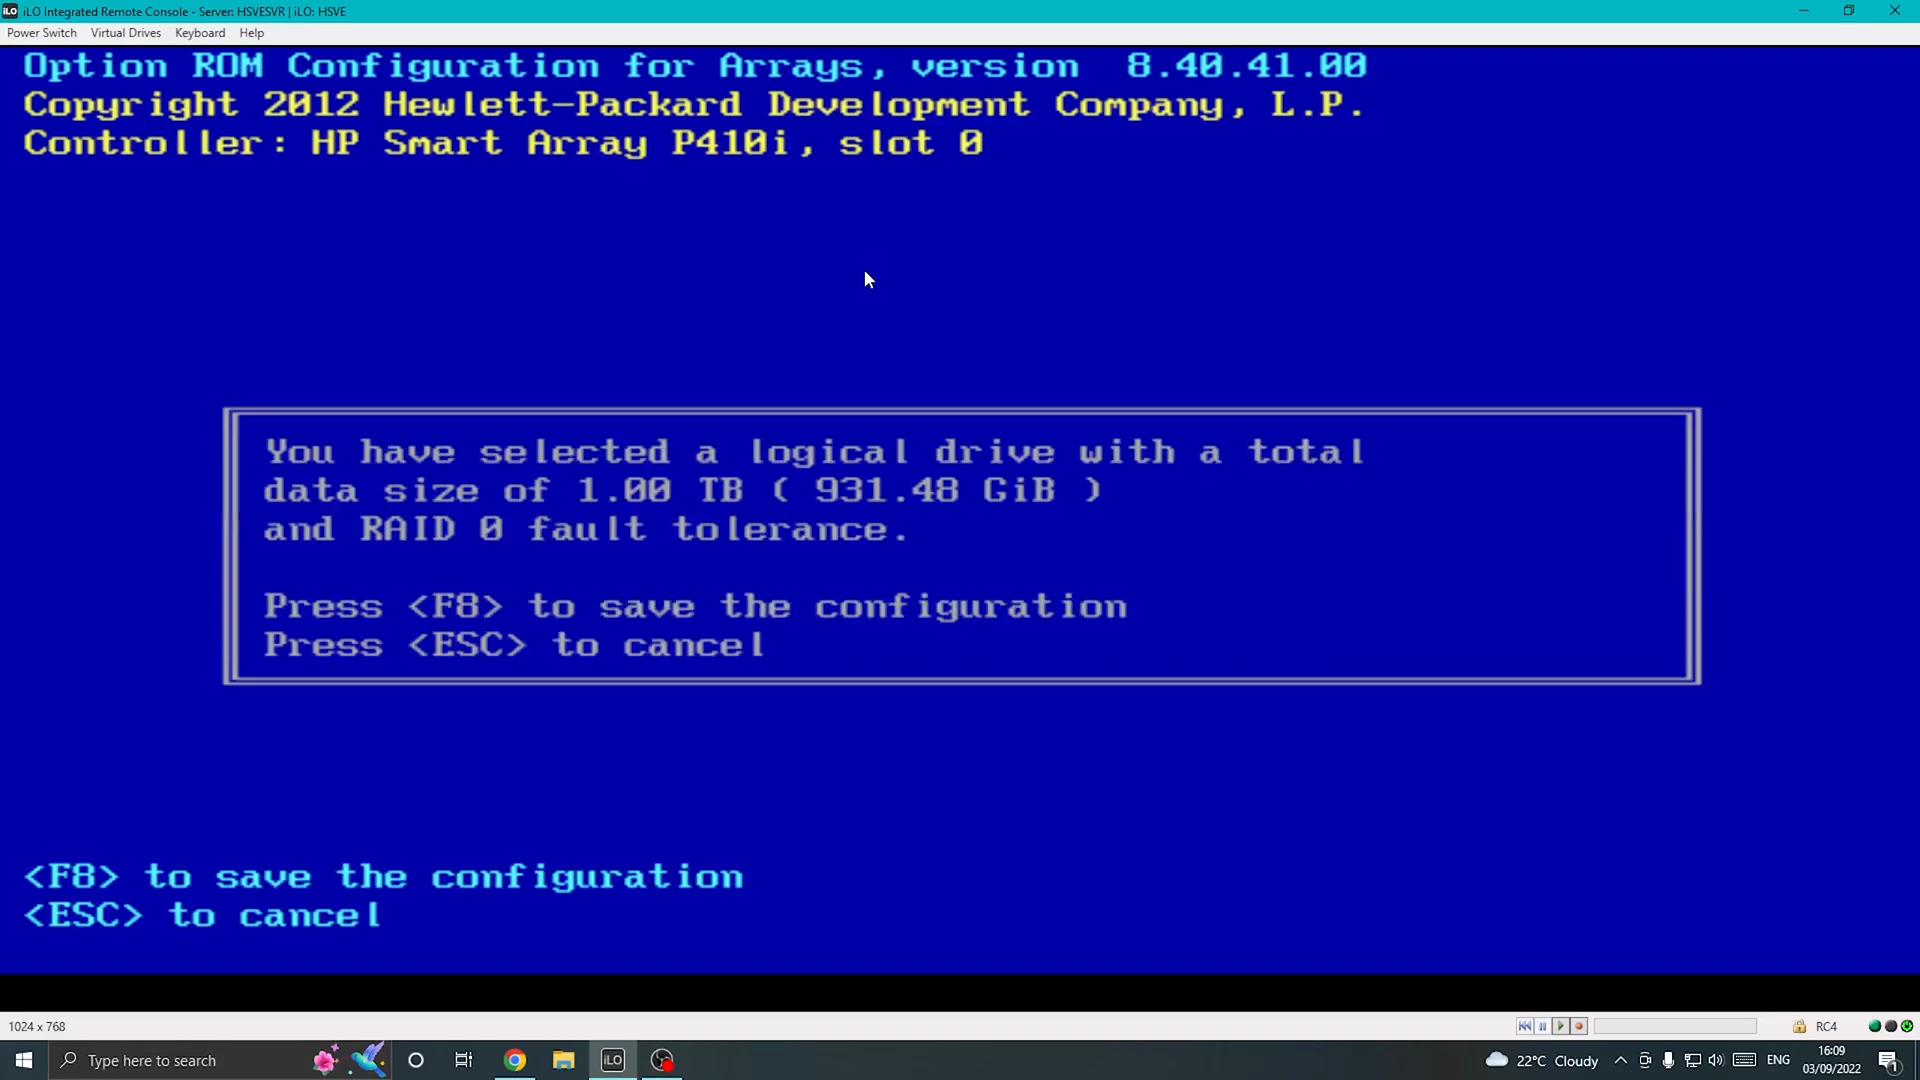 iLO iLO Integrated Remote Console - Server: HSVESVR | iLO: HSVE
Power Switch Virtual Drives Keyboard Help
Option ROM Configuration for Arrays, version 8.40.41.00
Copyright 2012 Hewlett-Packard Development Company, L.P.
Controller: HP Smart Array P410i, slot 0
You have selected a logical drive with a total
data size of 1.00 TB ( 931.48 GiB )
and RAID 0 fault tolerance.
Press <F8> to save the configuration
Press <ESC> to cancel
<F8> to save the configuration
<ESC> to cancel
1024 x 768
RC4
Type here to search
iLO
22°C Cloudy
ENG
16:09
03/09/2022
1